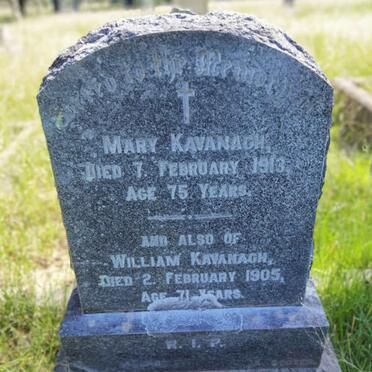 Sacred to the Memory of
Mary Kavanagh,
Died 7. February 1913,
Age 75 Years.
And also of
William Kavanagh,
Died 2. February 1905,
Age 71 Years.
R.I.P.